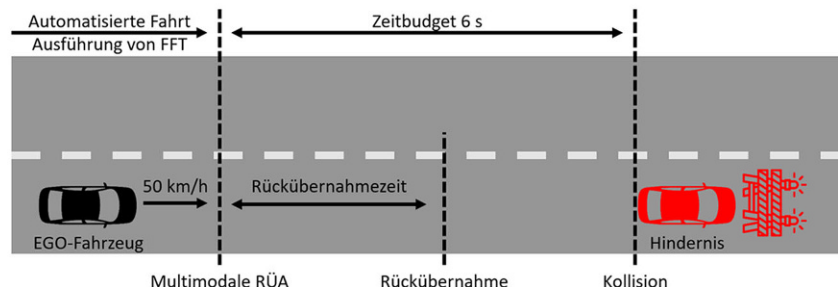 Automatisierte Fahrt
Zeitbudget 6 s
Ausführung von FFT
50 km/h
Rückübernahmezeit
EGO-Fahrzeug
Hindernis
Multimodale RÜA
Rückübernahme
Kollision